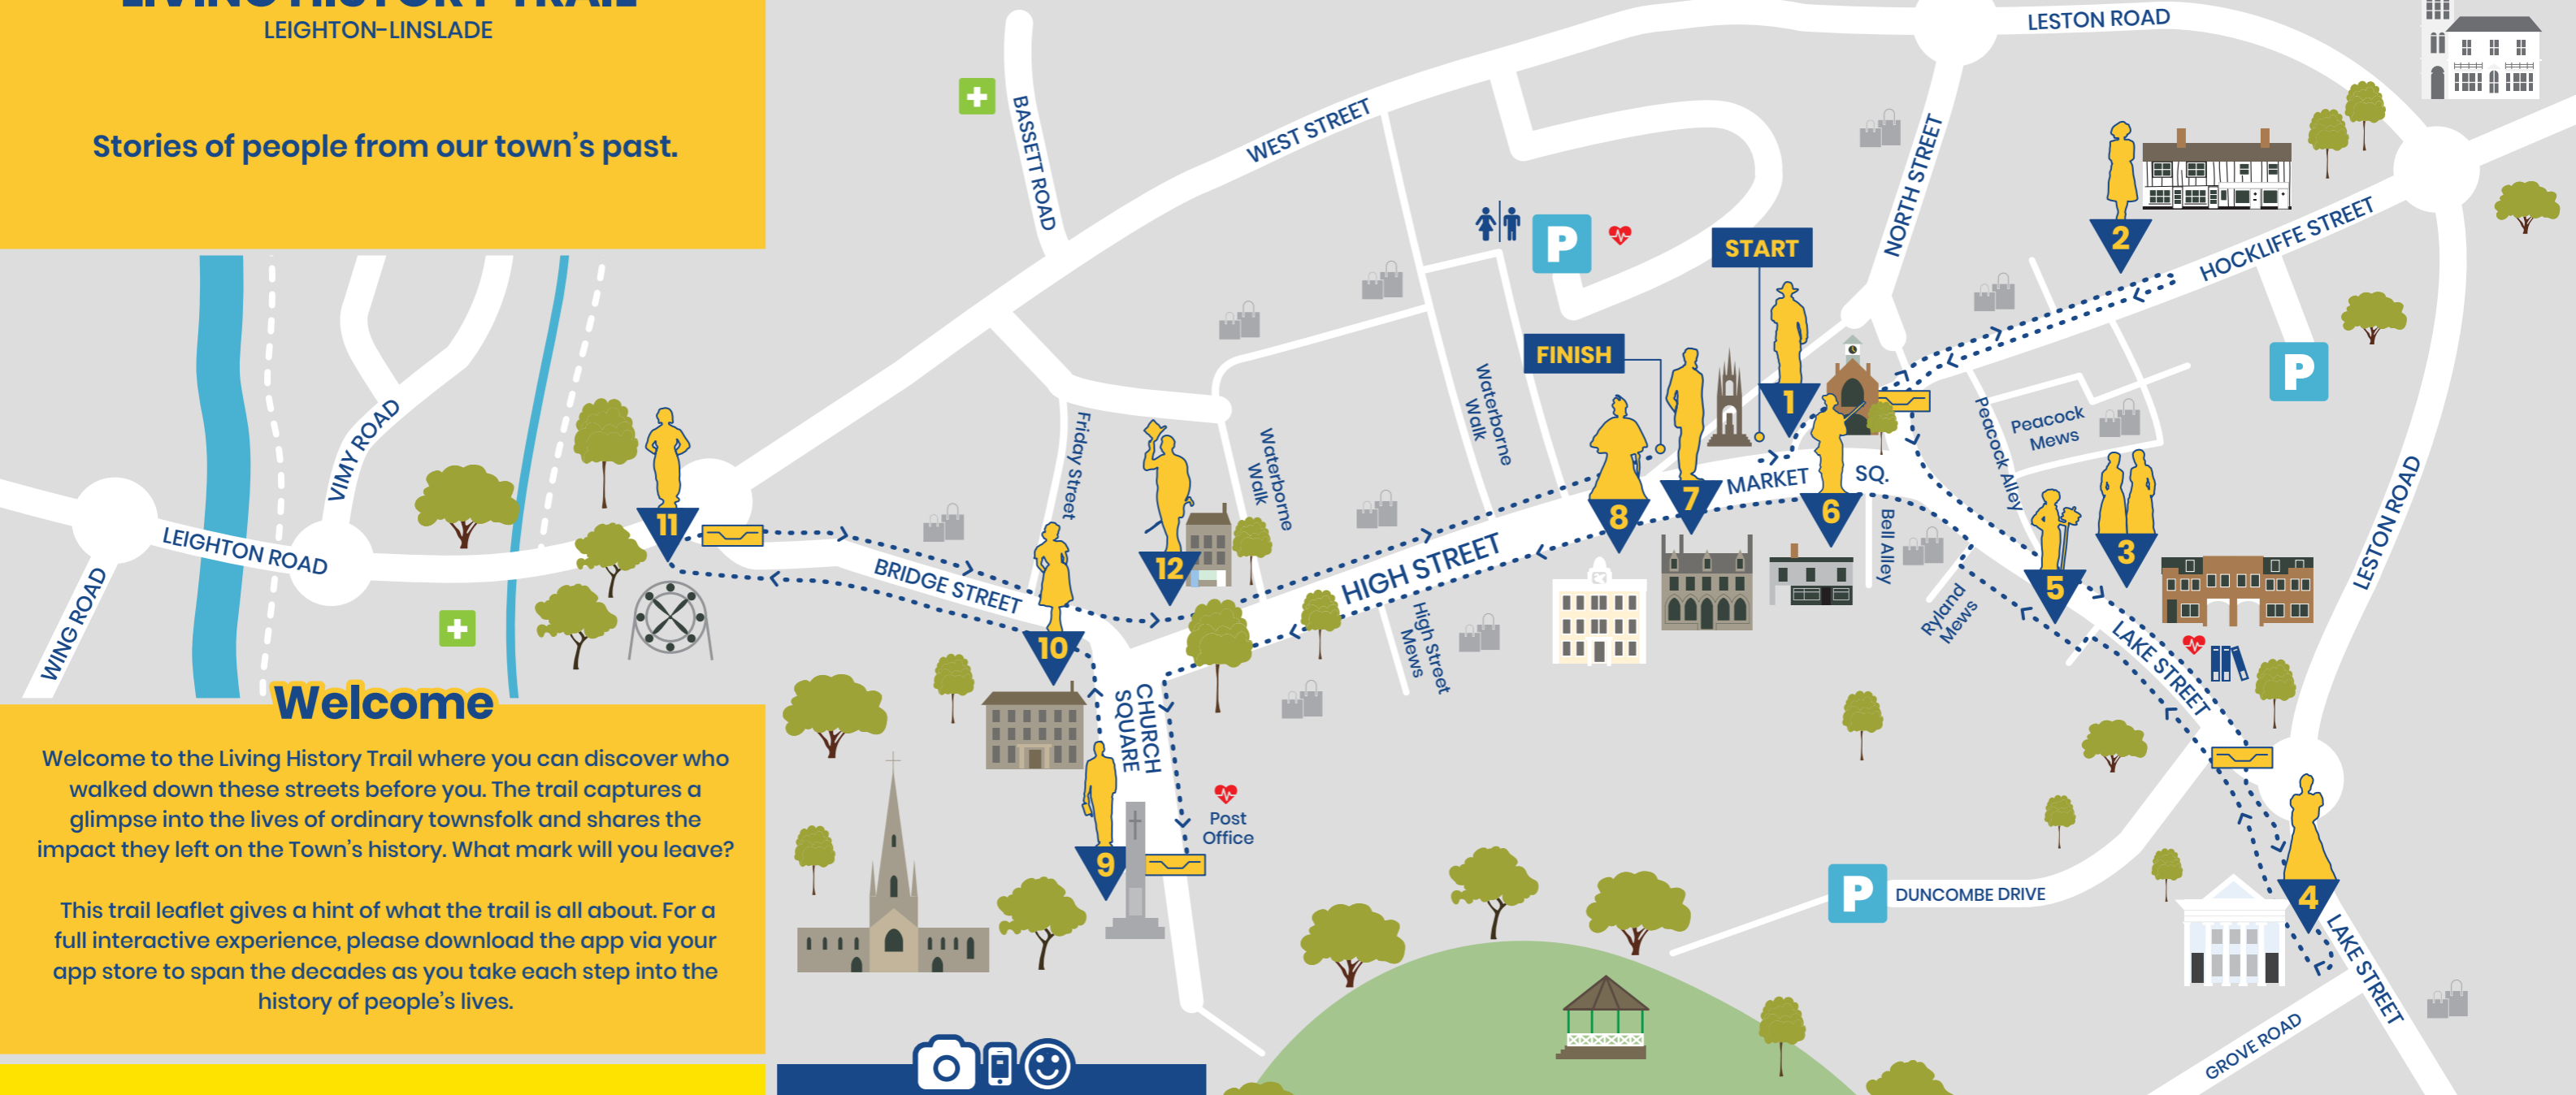 LIVING HISTORY TRAIL
LEIGHTON-LINSLADE
Stories of people from our town's past.
LESTON ROAD
BASSETT ROAD
WEST STREET
NORTH STREET
HOCKLIFFE STREET
START
FINISH
P
P
P
1
2
3
4
5
6
7
8
9
10
11
12
VIMY ROAD
LEIGHTON ROAD
WING ROAD
BRIDGE STREET
Friday Street
Waterborne
Walk
Waterborne
Walk
HIGH STREET
High Street
Mews
MARKET
SQ.
Bell Alley
Ryland
Mews
Peacock Alley
Peacock
Mews
LESTON ROAD
LAKE STREET
CHURCH
SQUARE
Post
Office
DUNCOMBE DRIVE
LAKE STREET
GROVE ROAD
Welcome
Welcome to the Living History Trail where you can discover who
walked down these streets before you. The trail captures a
glimpse into the lives of ordinary townsfolk and shares the
impact they left on the Town's history. What mark will you leave?
This trail leaflet gives a hint of what the trail is all about. For a
full interactive experience, please download the app via your
app store to span the decades as you take each step into the
history of people's lives.